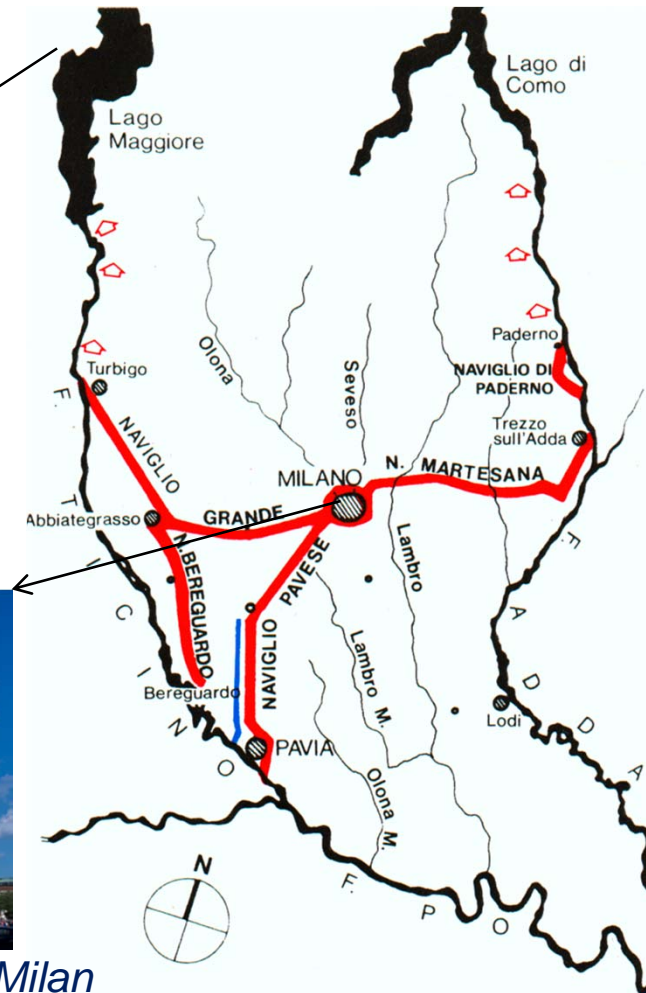 Lago di
Como
Lago
Maggiore
Olona
Seveso
Paderno
NAVIGLIO DI
PADERNO
Turbigo
Trezzo
sull'Adda
NAVIGLIO
GRANDE
MILANO
N. MARTESANA
Abbiategrasso
N.BEREGUARDO
NAVIGLIO
PAVESE
Lambro
Lambro M.
Olona M.
Bereguardo
PAVIA
Lodi
F. TICINO
F. ADDA
F. PO
N
Milan